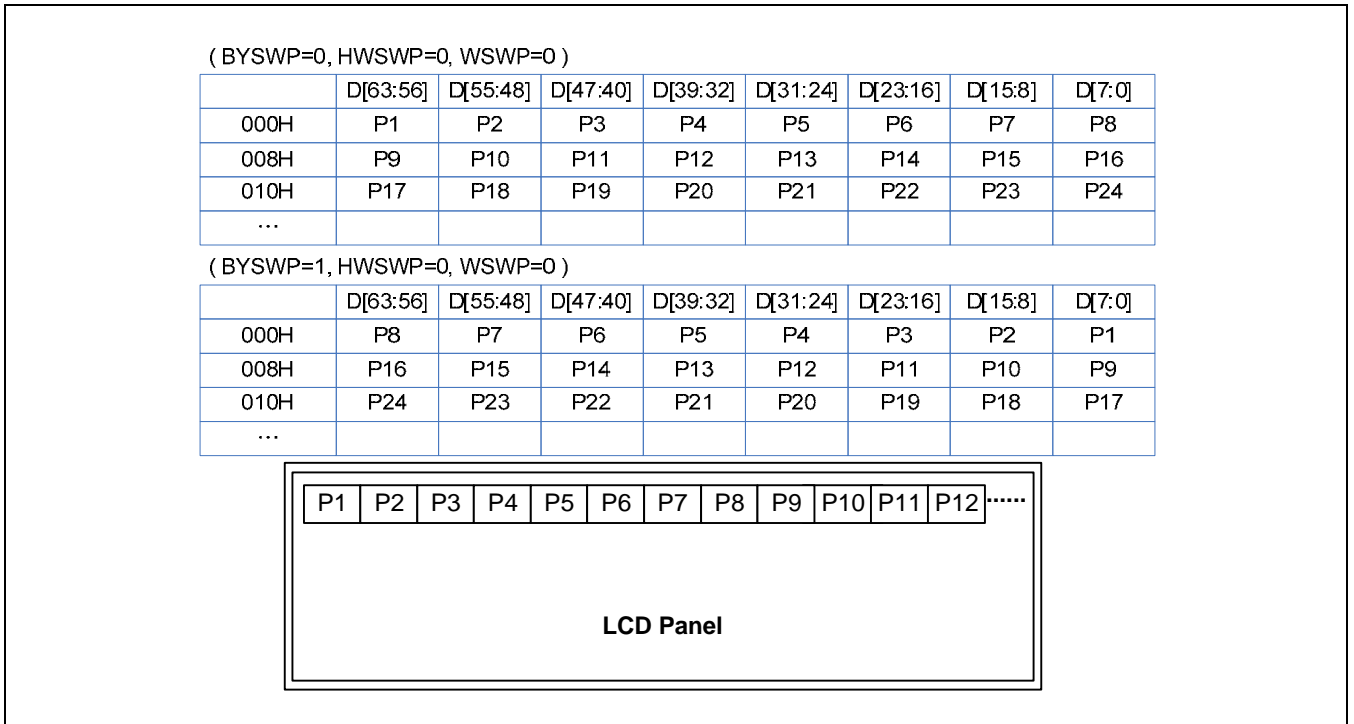 ( BYSWP=0, HWSWP=0, WSWP=0 )
D[63:56] D[55:48] D[47:40] D[39:32] D[31:24] D[23:16] D[15:8] D[7:0]
000H P1 P2 P3 P4 P5 P6 P7 P8
008H P9 P10 P11 P12 P13 P14 P15 P16
010H P17 P18 P19 P20 P21 P22 P23 P24
...
( BYSWP=1, HWSWP=0, WSWP=0 )
D[63:56] D[55:48] D[47:40] D[39:32] D[31:24] D[23:16] D[15:8] D[7:0]
000H P8 P7 P6 P5 P4 P3 P2 P1
008H P16 P15 P14 P13 P12 P11 P10 P9
010H P24 P23 P22 P21 P20 P19 P18 P17
...
P1 P2 P3 P4 P5 P6 P7 P8 P9 P10 P11 P12 ......
LCD Panel